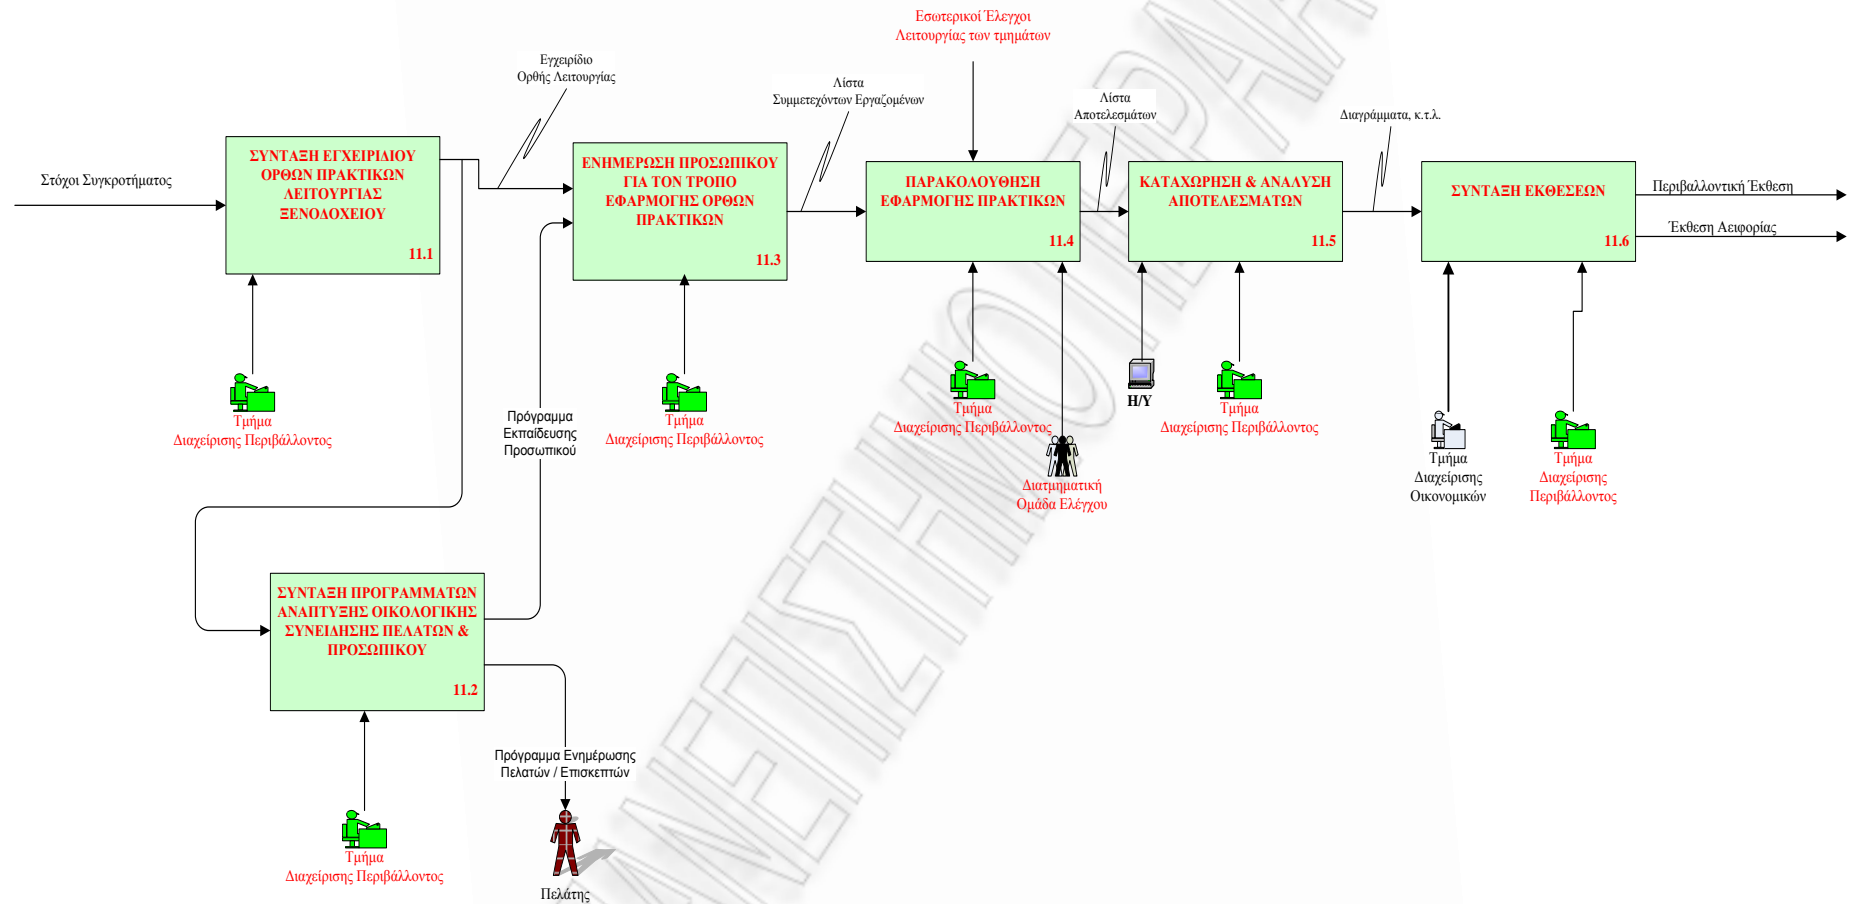 Εσωτερικοί Έλεγχοι
Λειτουργίας των τμημάτων
Εγχειρίδιο
Ορθής Λειτουργίας
Λίστα
Συμμετεχόντων Εργαζομένων
Λίστα
Αποτελεσμάτων
Διαγράμματα, κ.τ.λ.
Στόχοι Συγκροτήματος
ΣΥΝΤΑΞΗ ΕΓΧΕΙΡΙΔΙΟΥ
ΟΡΘΩΝ ΠΡΑΚΤΙΚΩΝ
ΛΕΙΤΟΥΡΓΙΑΣ
ΞΕΝΟΔΟΧΕΙΟΥ
11.1
ΕΝΗΜΕΡΩΣΗ ΠΡΟΣΩΠΙΚΟΥ
ΓΙΑ ΤΟΝ ΤΡΟΠΟ
ΕΦΑΡΜΟΓΗΣ ΟΡΘΩΝ
ΠΡΑΚΤΙΚΩΝ
11.3
ΠΑΡΑΚΟΛΟΥΘΗΣΗ
ΕΦΑΡΜΟΓΗΣ ΠΡΑΚΤΙΚΩΝ
11.4
ΚΑΤΑΧΩΡΗΣΗ & ΑΝΑΛΥΣΗ
ΑΠΟΤΕΛΕΣΜΑΤΩΝ
11.5
ΣΥΝΤΑΞΗ ΕΚΘΕΣΕΩΝ
11.6
Περιβαλλοντική Έκθεση
Έκθεση Αειφορίας
Τμήμα
Διαχείρισης Περιβάλλοντος
Τμήμα
Διαχείρισης Περιβάλλοντος
Τμήμα
Διαχείρισης Περιβάλλοντος
Διατμηματική
Ομάδα Ελέγχου
Η/Υ
Τμήμα
Διαχείρισης Περιβάλλοντος
Τμήμα
Διαχείρισης
Οικονομικών
Τμήμα
Διαχείρισης
Περιβάλλοντος
Πρόγραμμα
Εκπαίδευσης
Προσωπικού
ΣΥΝΤΑΞΗ ΠΡΟΓΡΑΜΜΑΤΩΝ
ΑΝΑΠΤΥΞΗΣ ΟΙΚΟΛΟΓΙΚΗΣ
ΣΥΝΕΙΔΗΣΗΣ ΠΕΛΑΤΩΝ &
ΠΡΟΣΩΠΙΚΟΥ
11.2
Πρόγραμμα Ενημέρωσης
Πελατών / Επισκεπτών
Τμήμα
Διαχείρισης Περιβάλλοντος
Πελάτης